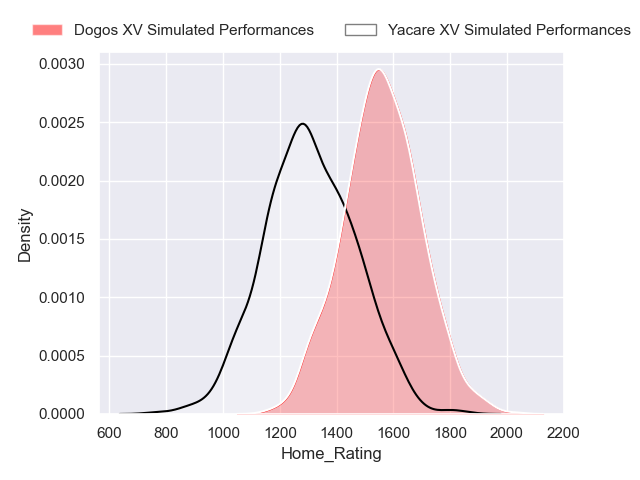 Dogos XV Simulated Performances Yacare XV Simulated Performances
0.0030
0.0025
0.0020
0.0015
0.0010
0.0005
0.0000
Density
600 800 1000 1200 1400 1600 1800 2000 2200
Home_Rating